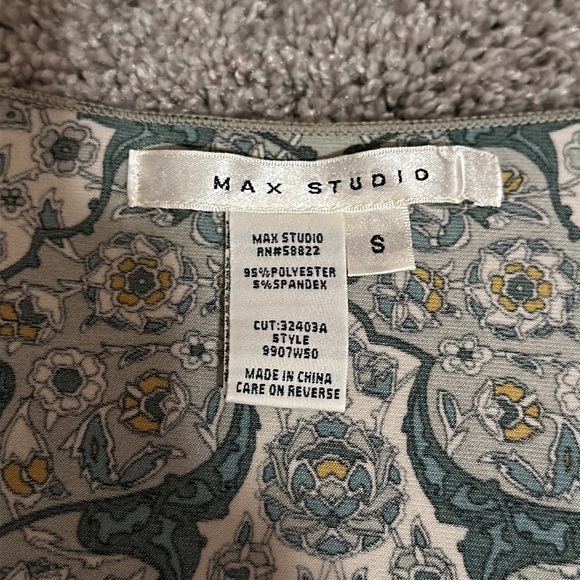 MAX STUDIO
S
MAX STUDIO
RN#58822
95%POLYESTER
5%SPANDEX
CUT:32403A
STYLE
9907W50
MADE IN CHINA
CARE ON REVERSE